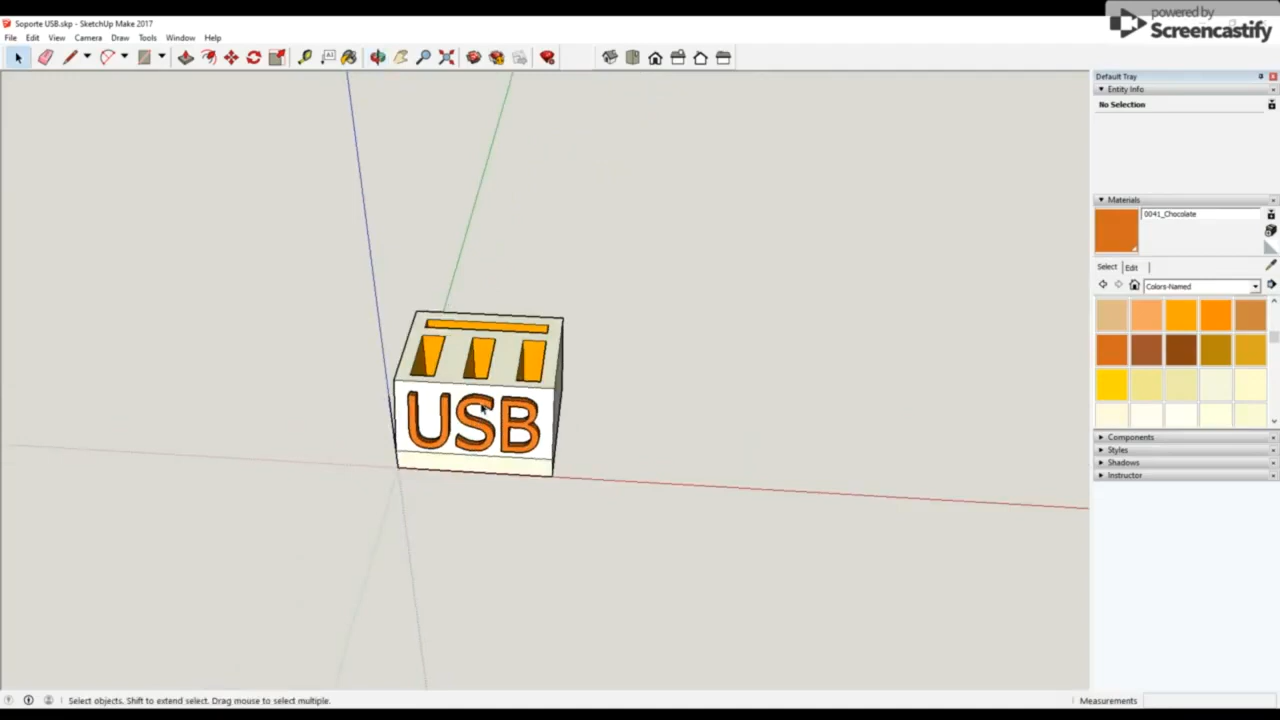 powered by
Screencastify
Soporte USB.skp - SketchUp Make 2017
File Edit View Camera Draw Tools Window Help
Default Tray
Entity Info
No Selection
Materials
0041_Chocolate
Select Edit
Colors-Named
USB
Components
Styles
Shadows
Instructor
Select objects. Shift to extend select. Drag mouse to select multiple.
Measurements